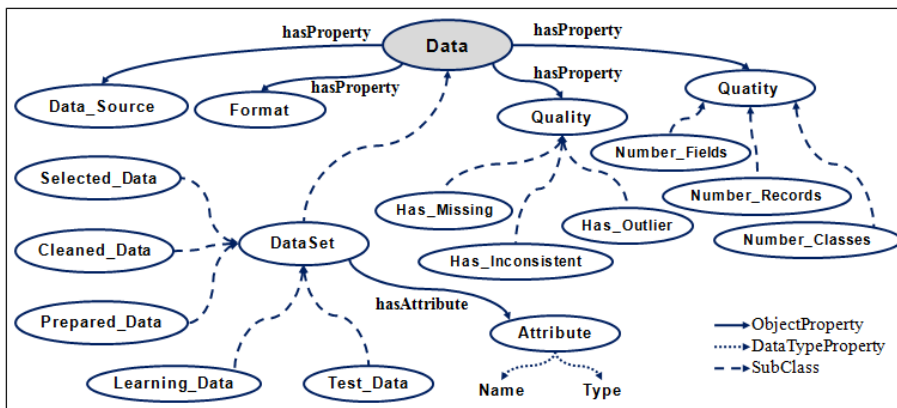 hasProperty
Data
hasProperty
hasProperty
hasProperty
Data_Source
Format
Quality
Quatity
Number_Fields
Selected_Data
Has_Missing
Number_Records
Has_Outlier
DataSet
Number_Classes
Cleaned_Data
Has_Inconsistent
hasAttribute
Prepared_Data
Attribute
ObjectProperty
DataTypeProperty
SubClass
Learning_Data
Test_Data
Name
Type